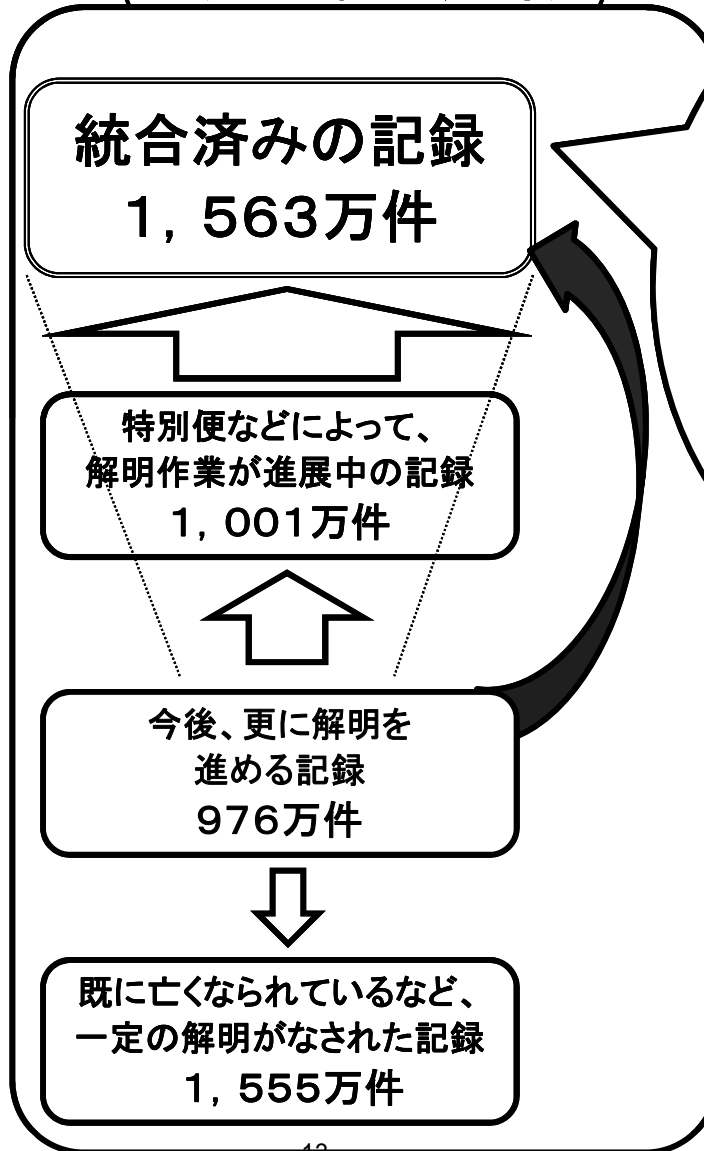 統合済みの記録
1，563万件
特別便などによって、
解明作業が進展中の記録
1，001万件
今後、更に解明を
進める記録
976万件
既に亡くなられているなど、
一定の解明がなされた記録
1，555万件